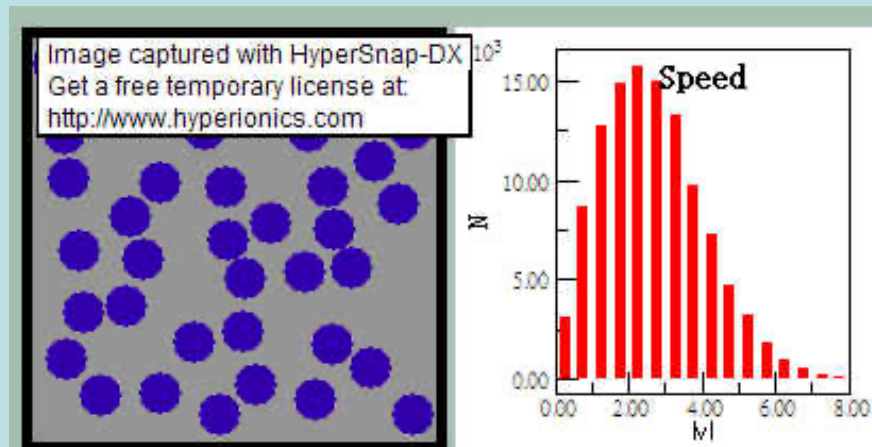 Image captured with HyperSnap-DX
Get a free temporary license at:
http://www.hyperionics.com
10³
Speed
15.00
10.00
N
5.00
0.00
0.00 2.00 4.00 6.00 8.00
|v|